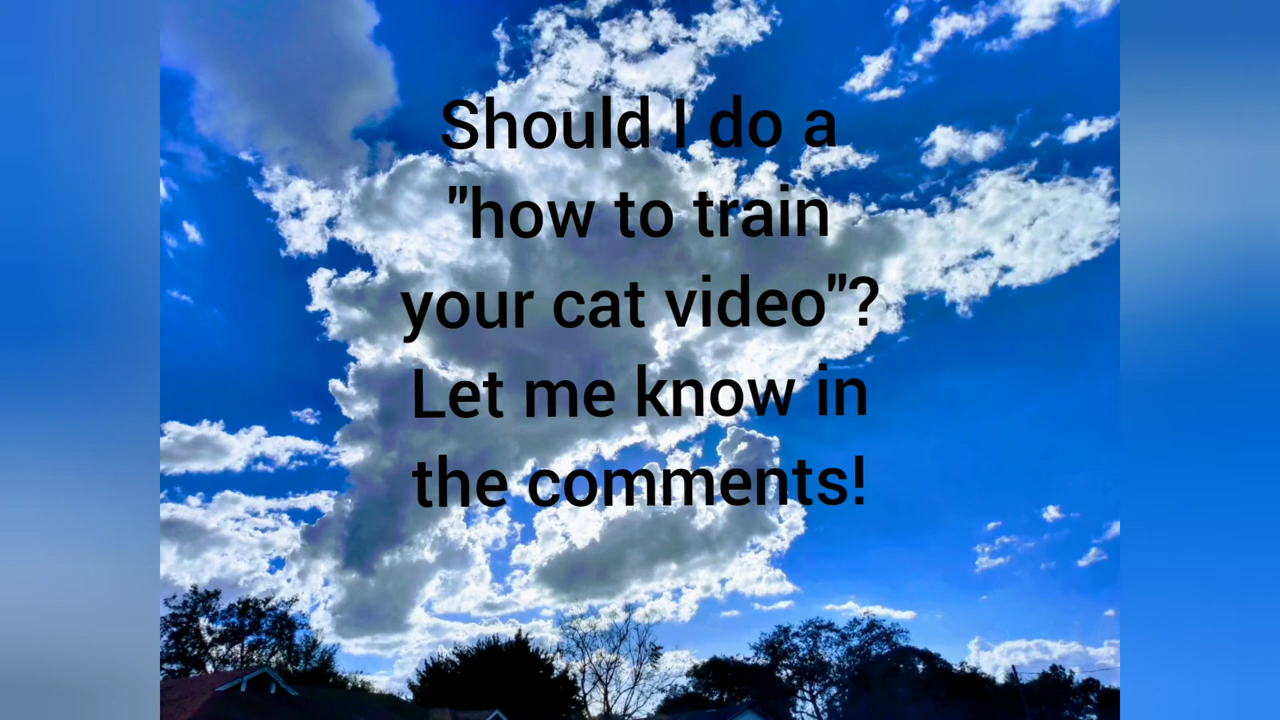 Should I do a
"how to train
your cat video"?
Let me know in
the comments!